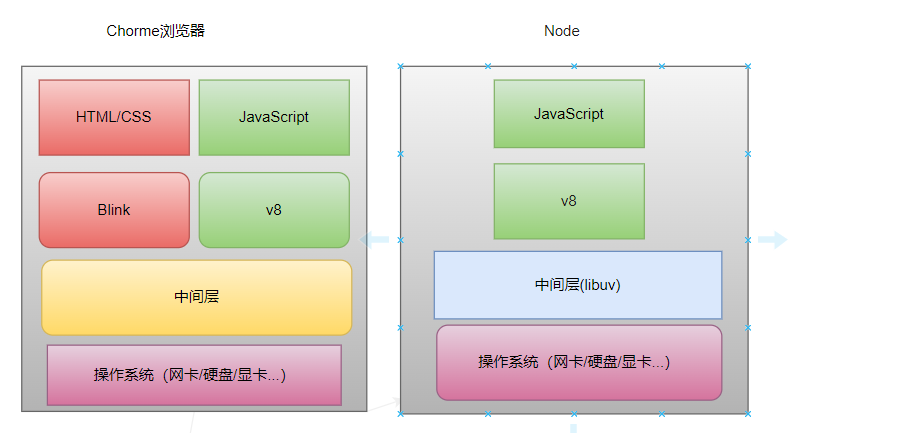 Chorme浏览器
HTML/CSS
JavaScript
Blink
v8
中间层
操作系统（网卡/硬盘/显卡...）
Node
JavaScript
v8
中间层(libuv)
操作系统（网卡/硬盘/显卡...）